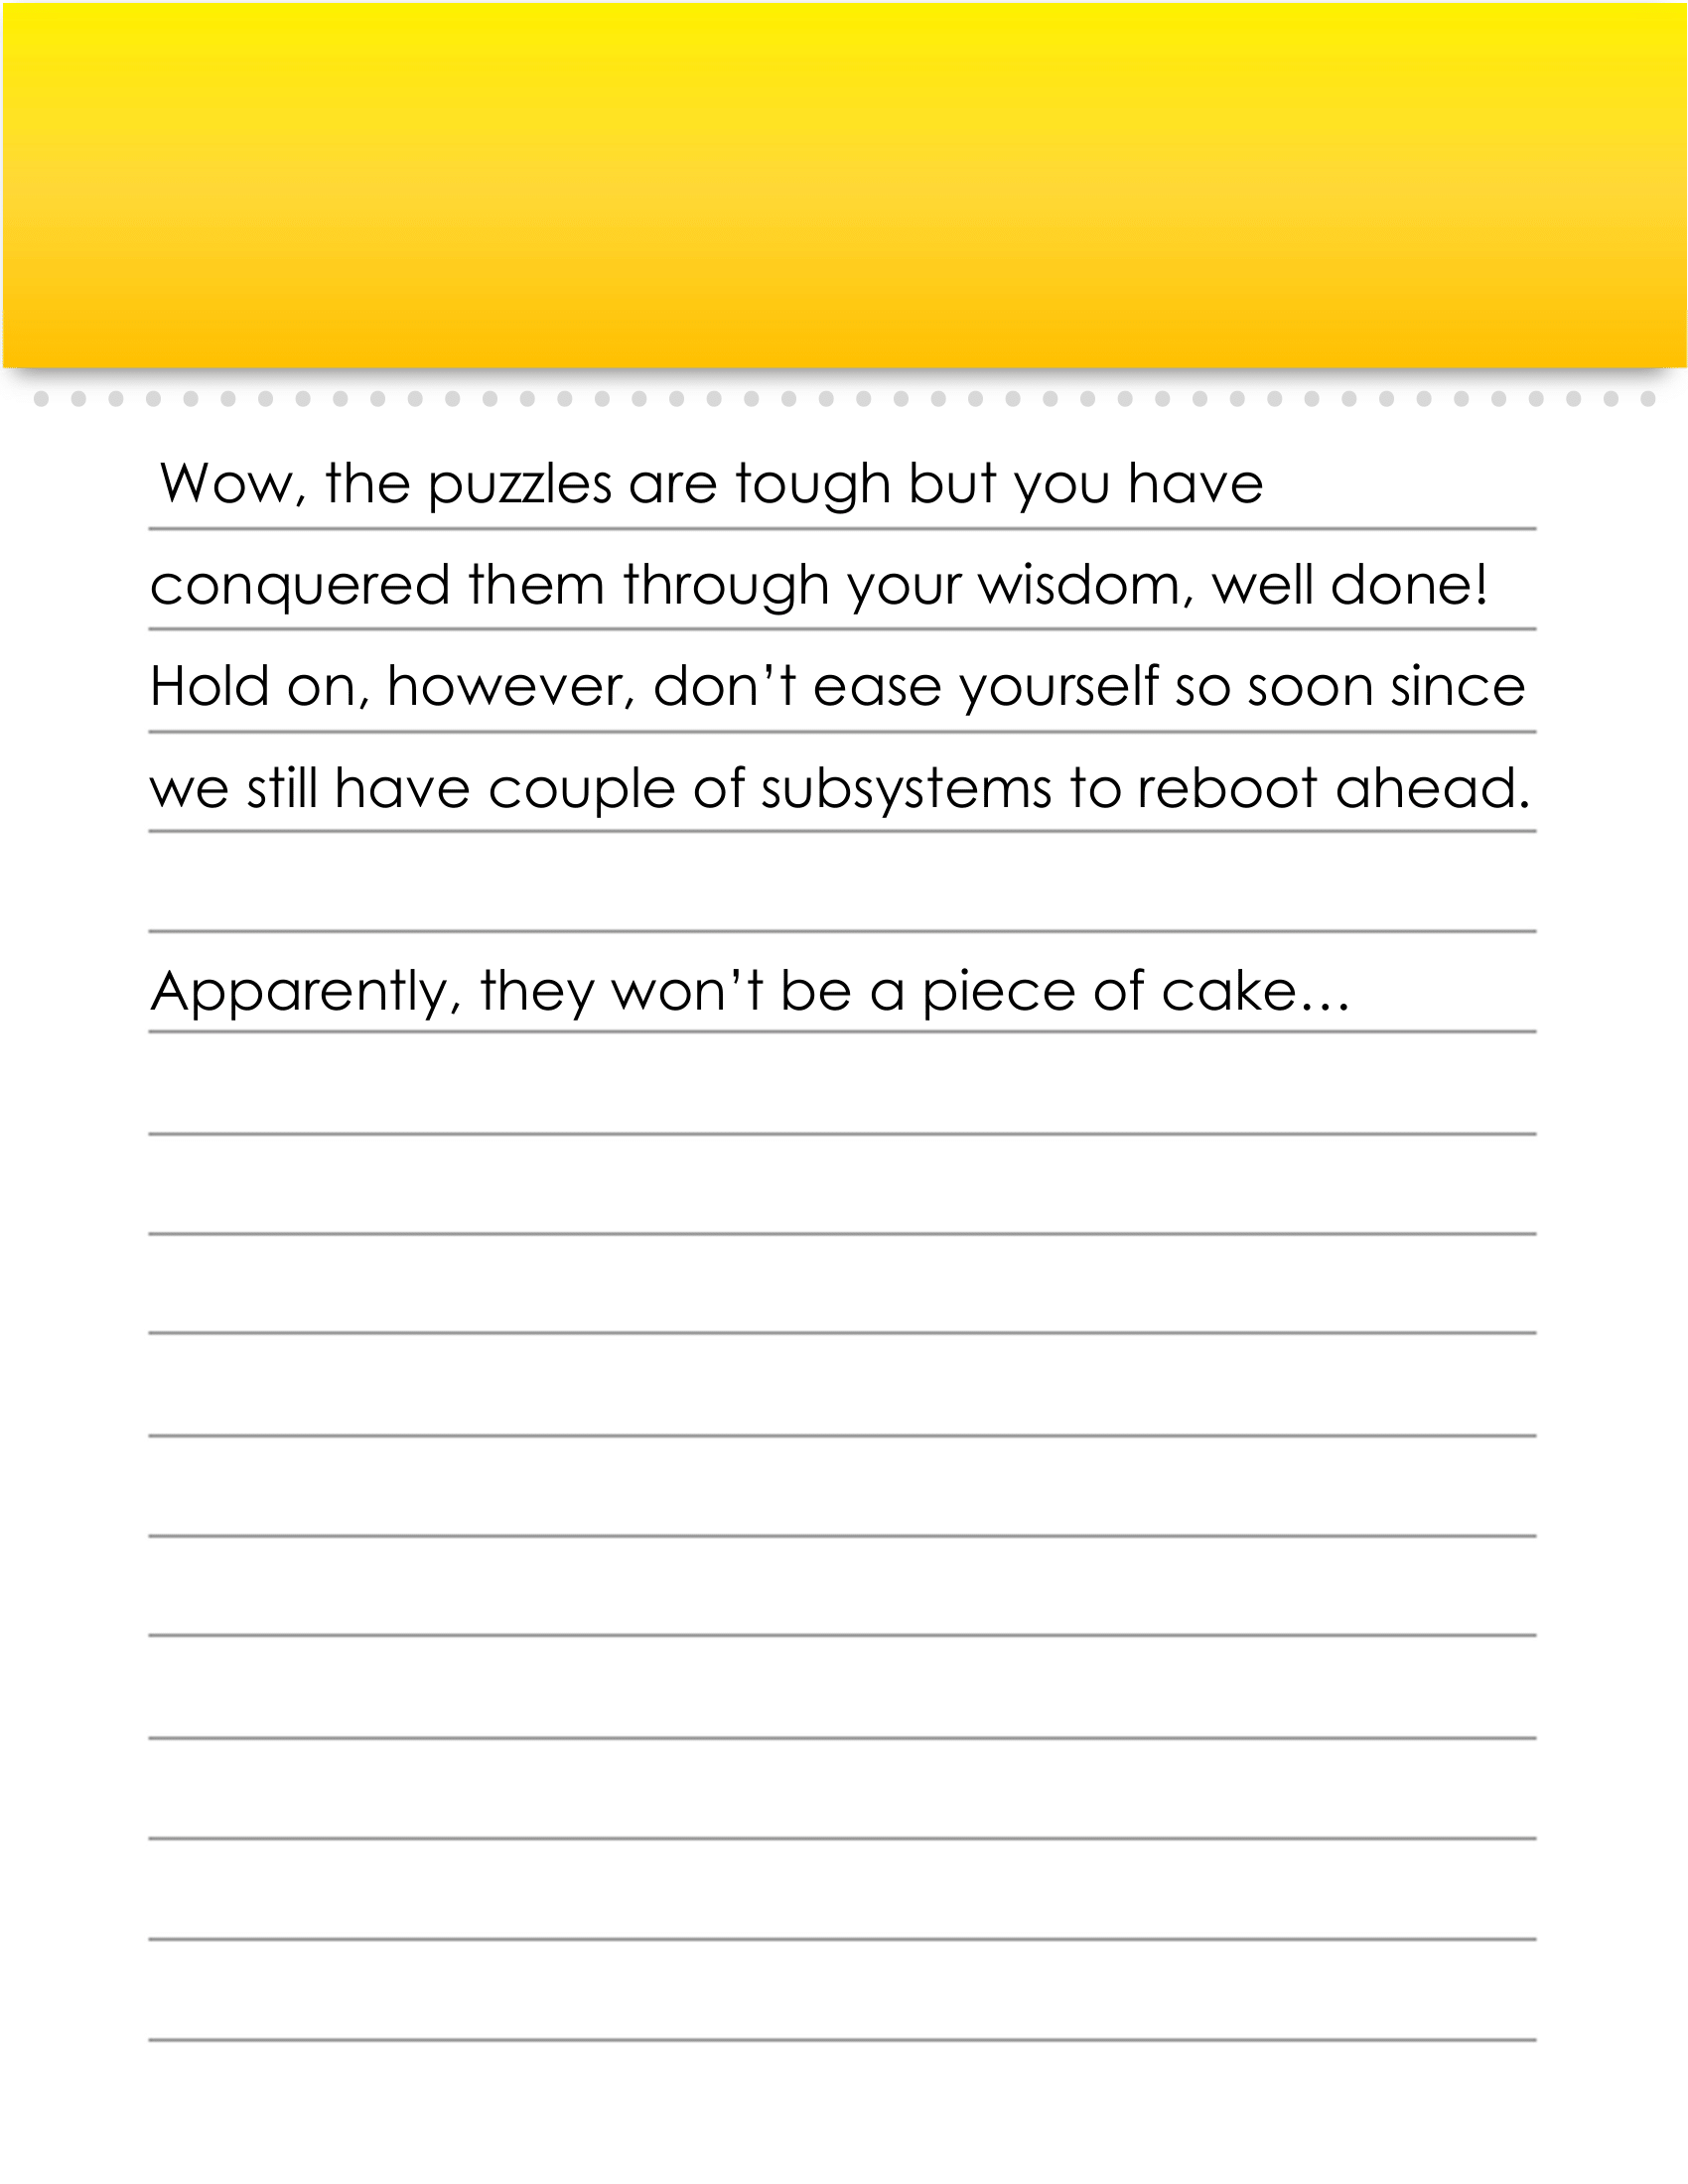 Wow, the puzzles are tough but you have
conquered them through your wisdom, well done!
Hold on, however, don’t ease yourself so soon since
we still have couple of subsystems to reboot ahead.
Apparently, they won’t be a piece of cake…